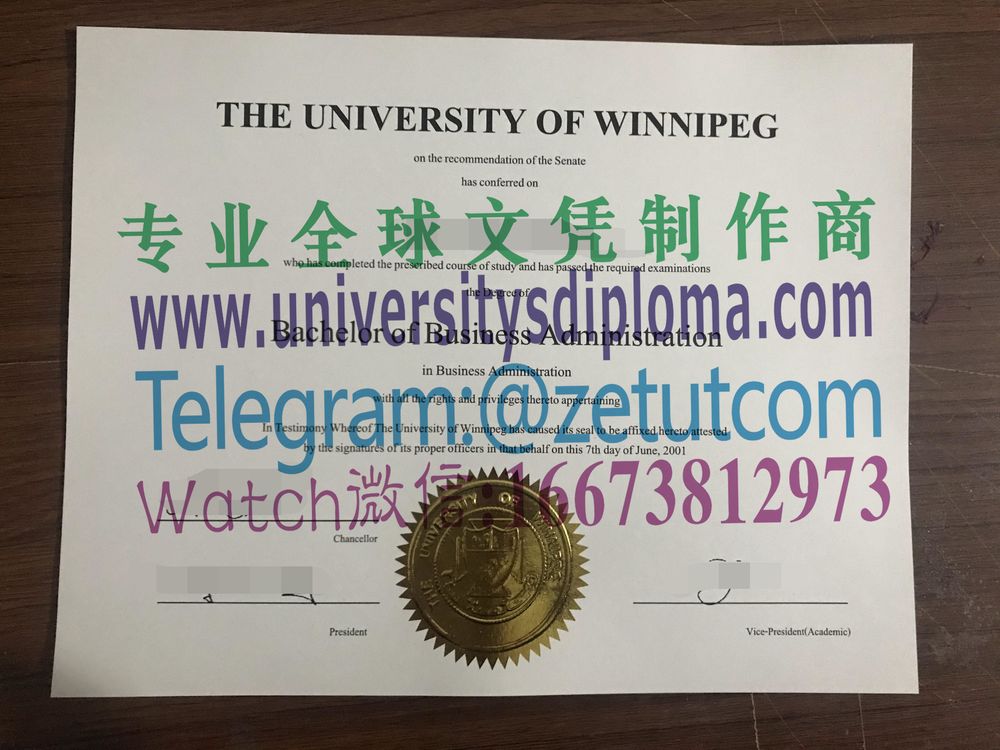 THE UNIVERSITY OF WINNIPEG
on the recommendation of the Senate
has conferred on
专业全球文凭制作商
who has completed the prescribed course of study and has passed the required examinations
the Degree of
www.universitysdiploma.com
Bachelor of Business Administration
in Business Administration
Telegram:@zetutcom
with all the rights and privileges thereto appertaining
In Testimony Whereof The University of Winnipeg has caused its seal to be affixed hereto attested
by the signatures of its proper officers in that behalf on this 7th day of June, 2001
Watch微信:16673812973
THE UNIVERSITY OF WINNIPEG
Chancellor
President
Vice-President(Academic)